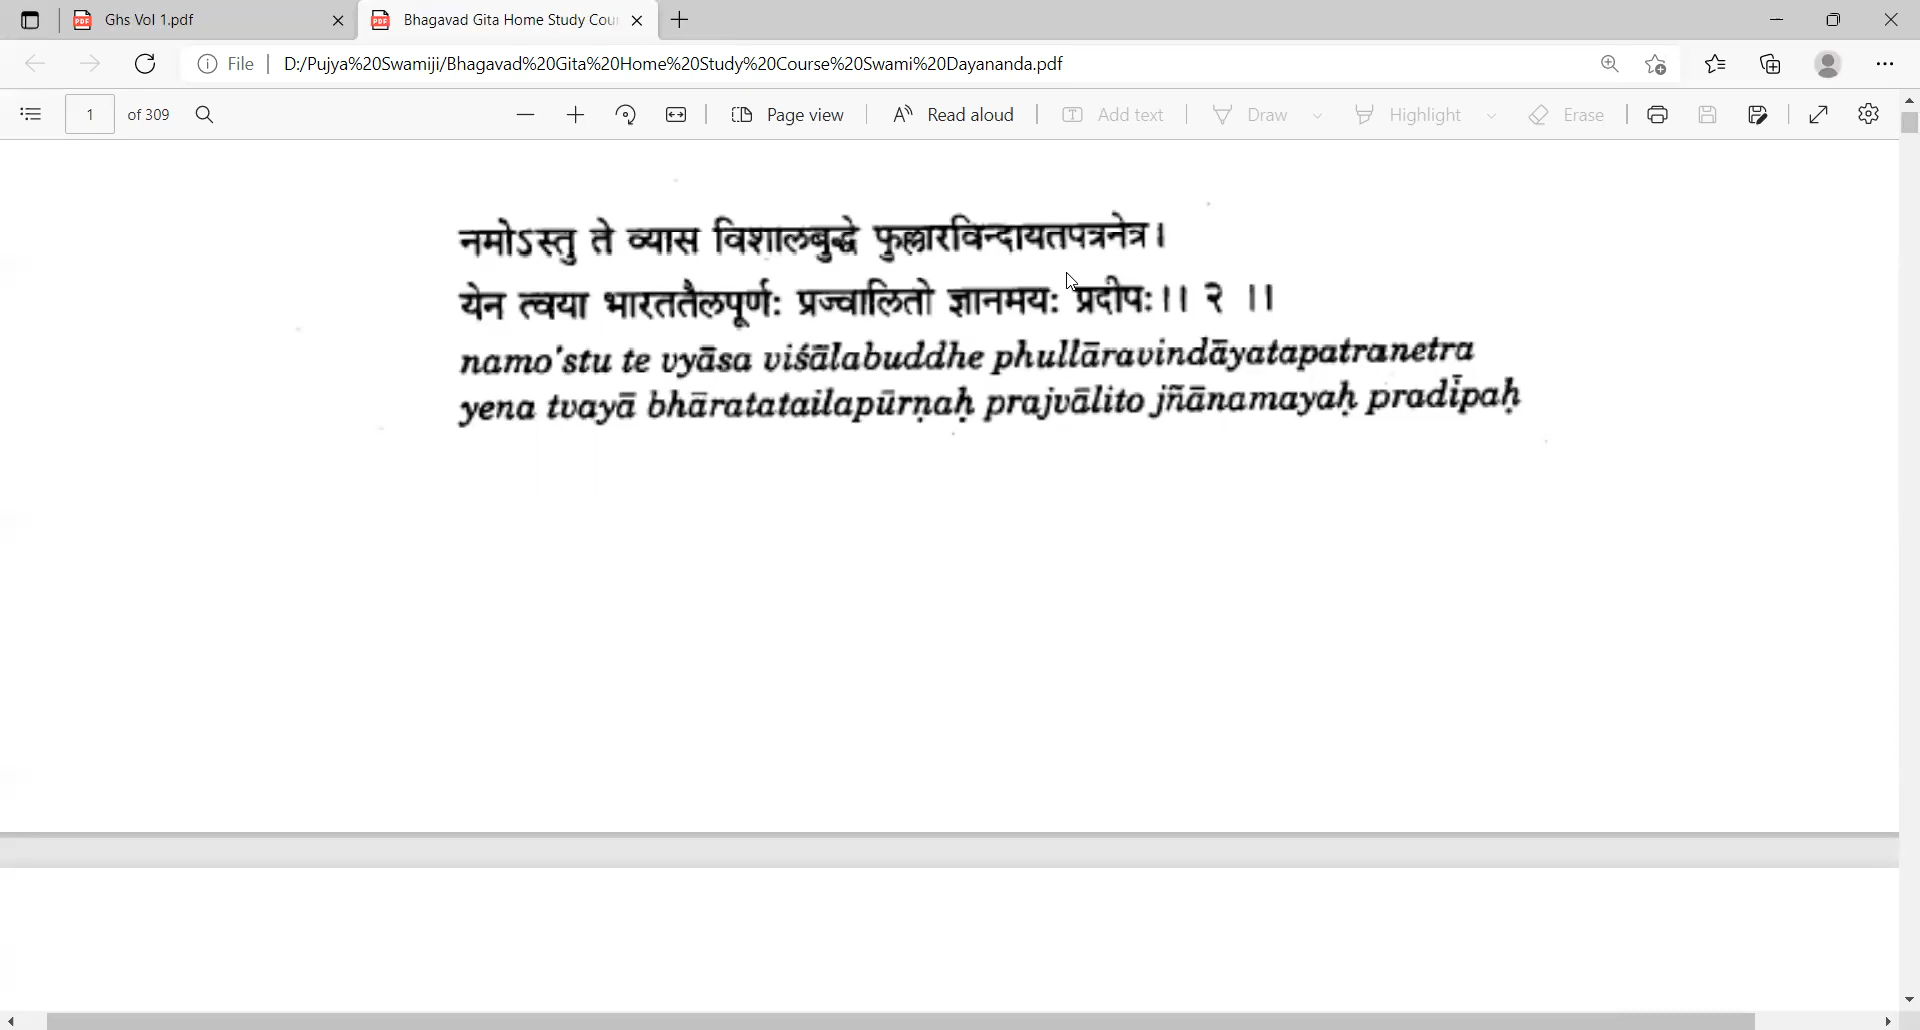 Ghs Vol 1.pdf
Bhagavad Gita Home Study Cou
File
D:/Pujya%20Swamiji/Bhagavad%20Gita%20Home%20Study%20Course%20Swami%20Dayananda.pdf
1 of 309 Page view Read aloud Add text Draw Highlight Erase
नमोऽस्तु ते व्यास विशालबुद्धे फुल्लारविन्दायतपत्रनेत्र।
येन त्वया भारततैलपूर्णः प्रज्वालितो ज्ञानमयः प्रदीपः।। २ ।।
namo'stu te vyāsa viśālabuddhe phullāravindāyatapatranetra
yena tvayā bhāratatailapūrṇaḥ prajvālito jñānamayaḥ pradīpaḥ